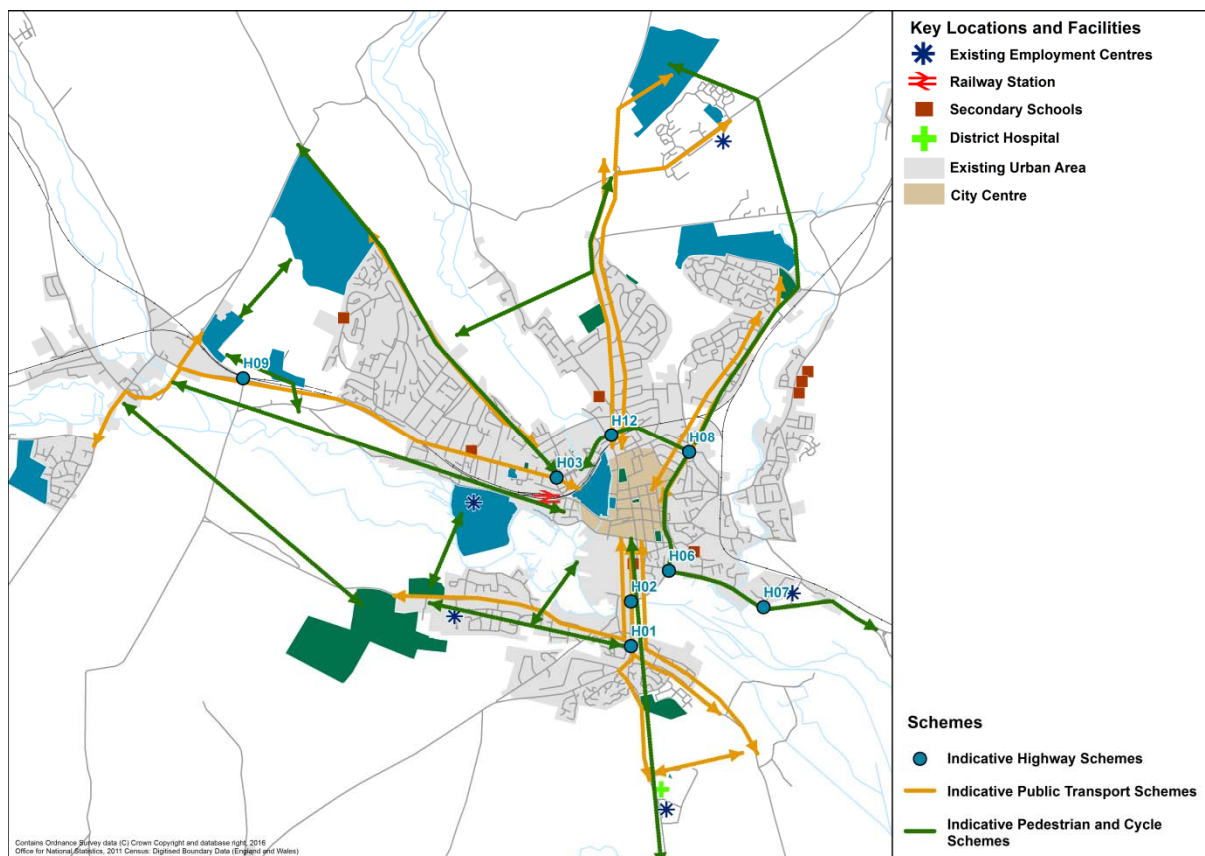 Key Locations and Facilities
Existing Employment Centres
Railway Station
Secondary Schools
District Hospital
Existing Urban Area
City Centre
H09
H12
H08
H03
H06
H07
H02
H01
Schemes
Indicative Highway Schemes
Indicative Public Transport Schemes
Indicative Pedestrian and Cycle
Schemes
Contains Ordnance Survey data (C) Crown Copyright and database right, 2016
Office for National Statistics, 2011 Census: Digitised Boundary Data (England and Wales)